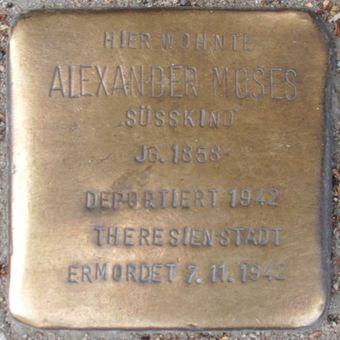 HIER WOHNTE
ALEXANDER MOSES
„SÜSSKIND“
JG. 1858
DEPORTIERT 1942
THERESIENSTADT
ERMORDET 7.11.1942